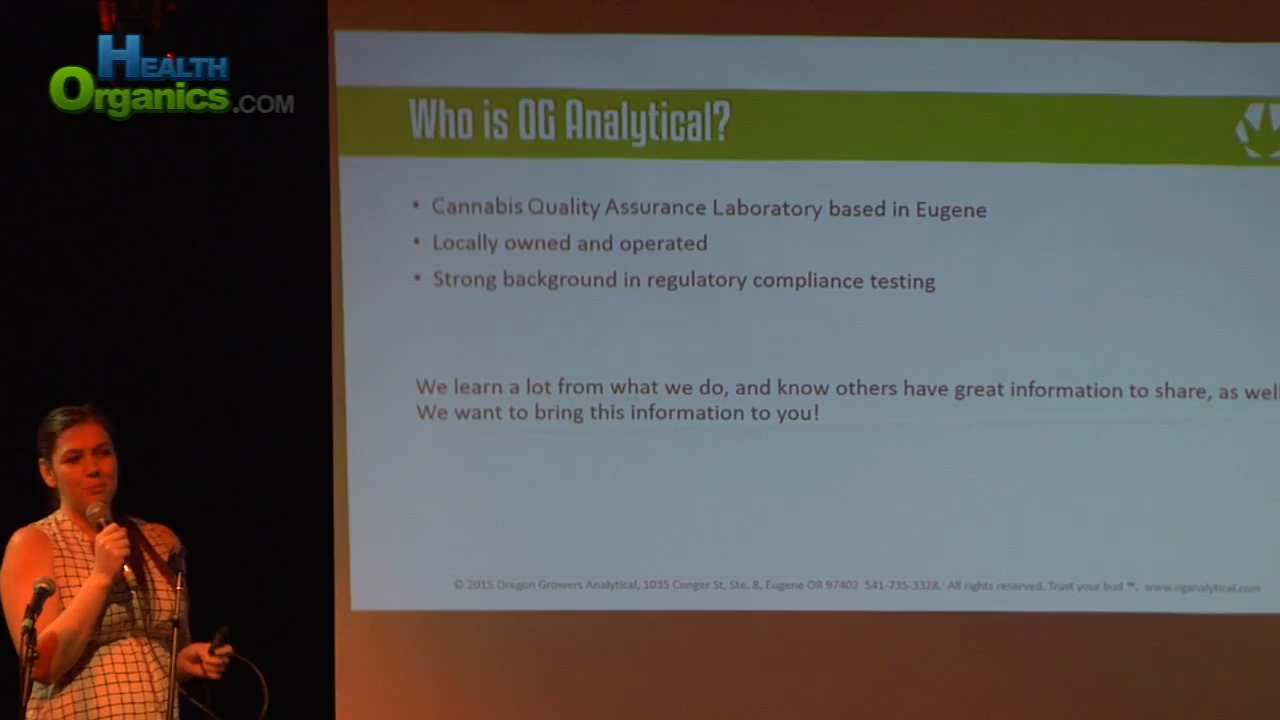 Health
Organics.com
Who is OG Analytical?
• Cannabis Quality Assurance Laboratory based in Eugene
• Locally owned and operated
• Strong background in regulatory compliance testing
We learn a lot from what we do, and know others have great information to share, as well
We want to bring this information to you!
© 2015 Oregon Growers Analytical, 1035 Conger St, Ste. 8, Eugene OR 97402 541-735-3328. All rights reserved. Trust your bud ™. www.oganalytical.com